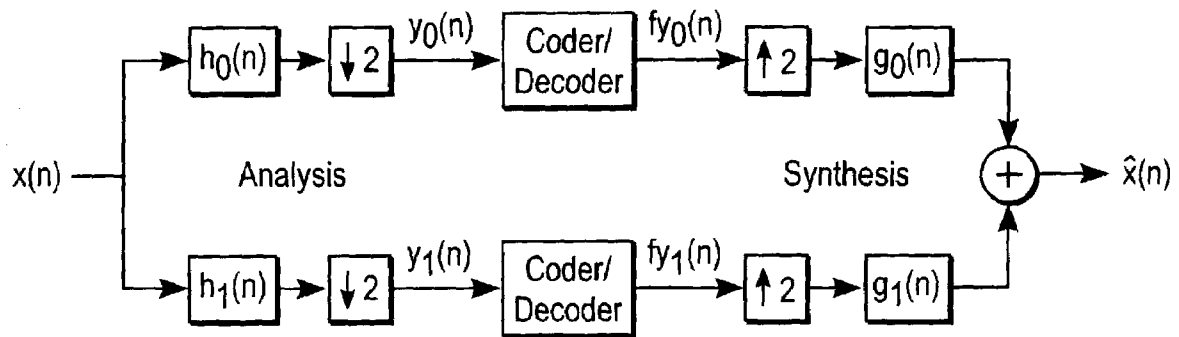 y0(n) fy0(n)
h0(n) ↓ 2 Coder/ ↑ 2 g0(n)
Decoder
x(n) Analysis Synthesis + x̂(n)
y1(n) fy1(n)
h1(n) ↓ 2 Coder/ ↑ 2 g1(n)
Decoder